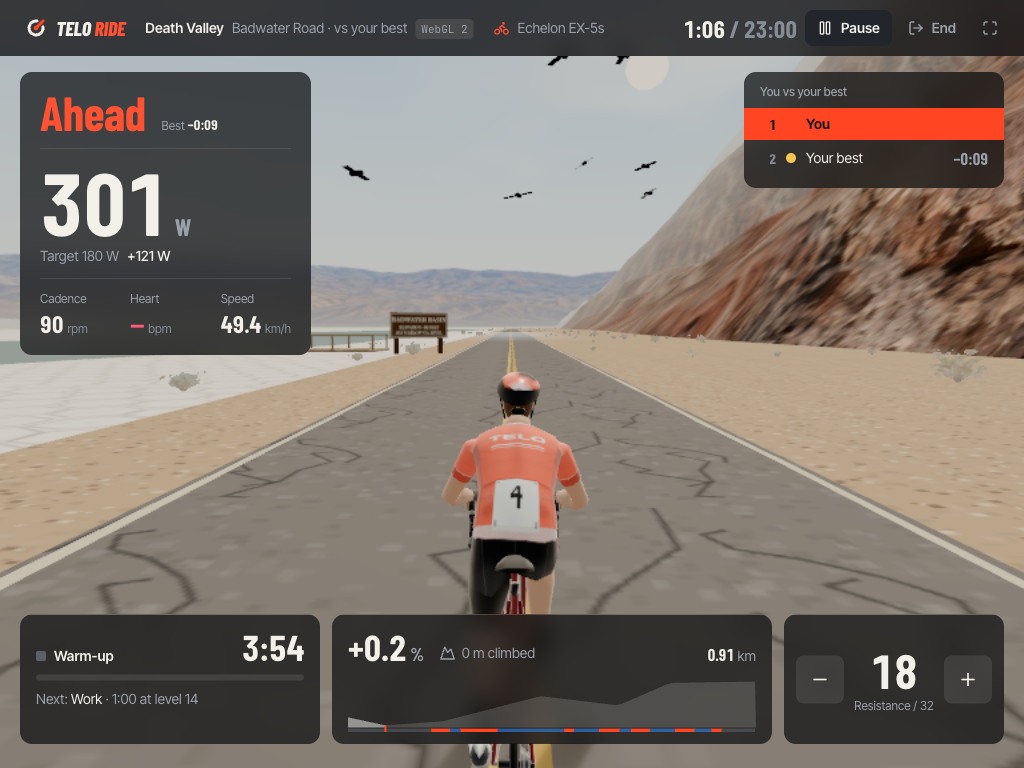 TELO RIDE Death Valley Badwater Road · vs your best WebGL 2 Echelon EX-5s 1:06 / 23:00 Pause End
Ahead Best −0:09
301 W
Target 180 W +121 W
Cadence Heart Speed
90 rpm – bpm 49.4 km/h
You vs your best
1 You
2 Your best −0:09
BADWATER BASIN
TELO
4
Warm-up 3:54
Next: Work · 1:00 at level 14
+0.2 % 0 m climbed 0.91 km
− 18 +
Resistance / 32